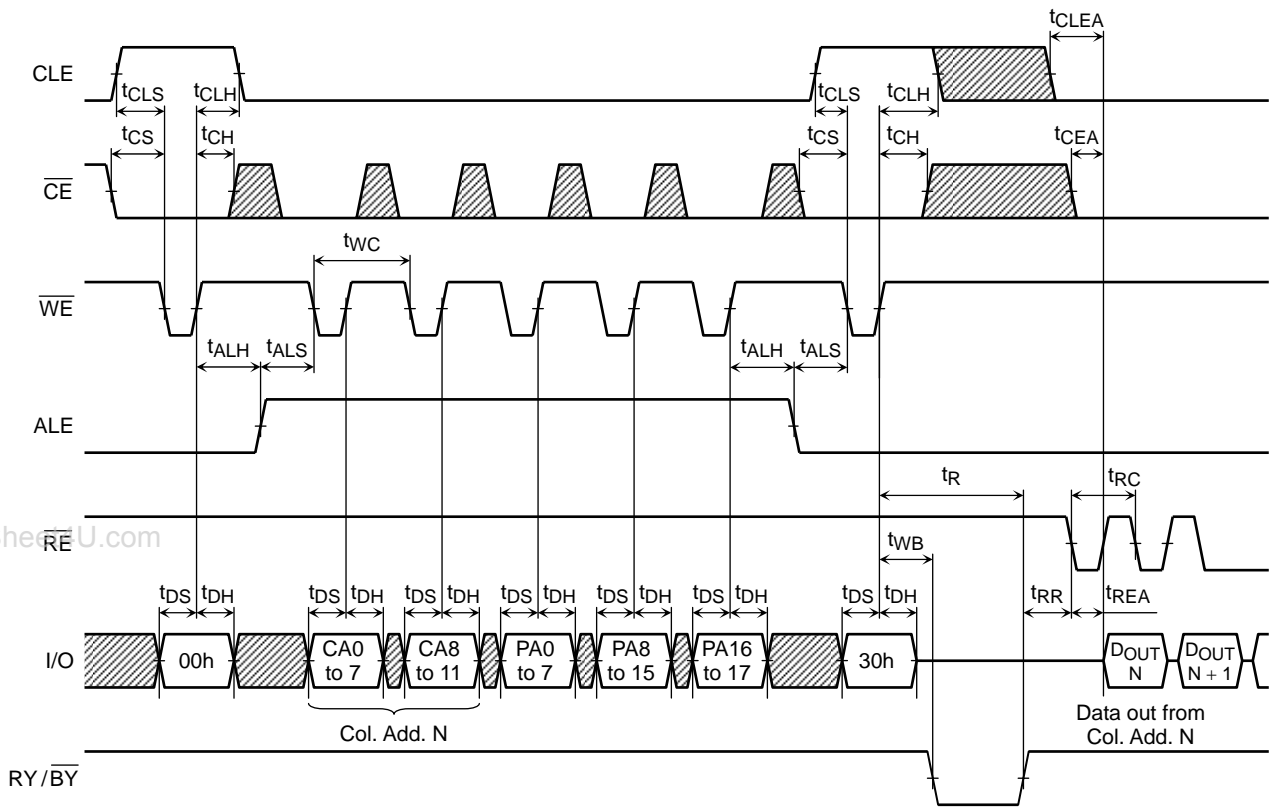 tCLEA
CLE
tCLS tCLH tCLS tCLH
tCS tCH tCS tCH tCEA
CE
tWC
WE
tALH tALS tALH tALS
ALE
tR tRC
Sheet4U.com
RE
tWB
tDS tDH tDS tDH tDS tDH tDS tDH tDS tDH tDS tDH tDS tDH tRR tREA
I/O 00h CA0 to 7 CA8 to 11 PA0 to 7 PA8 to 15 PA16 to 17 30h DOUT N DOUT N + 1
Col. Add. N
Data out from
Col. Add. N
RY/BY